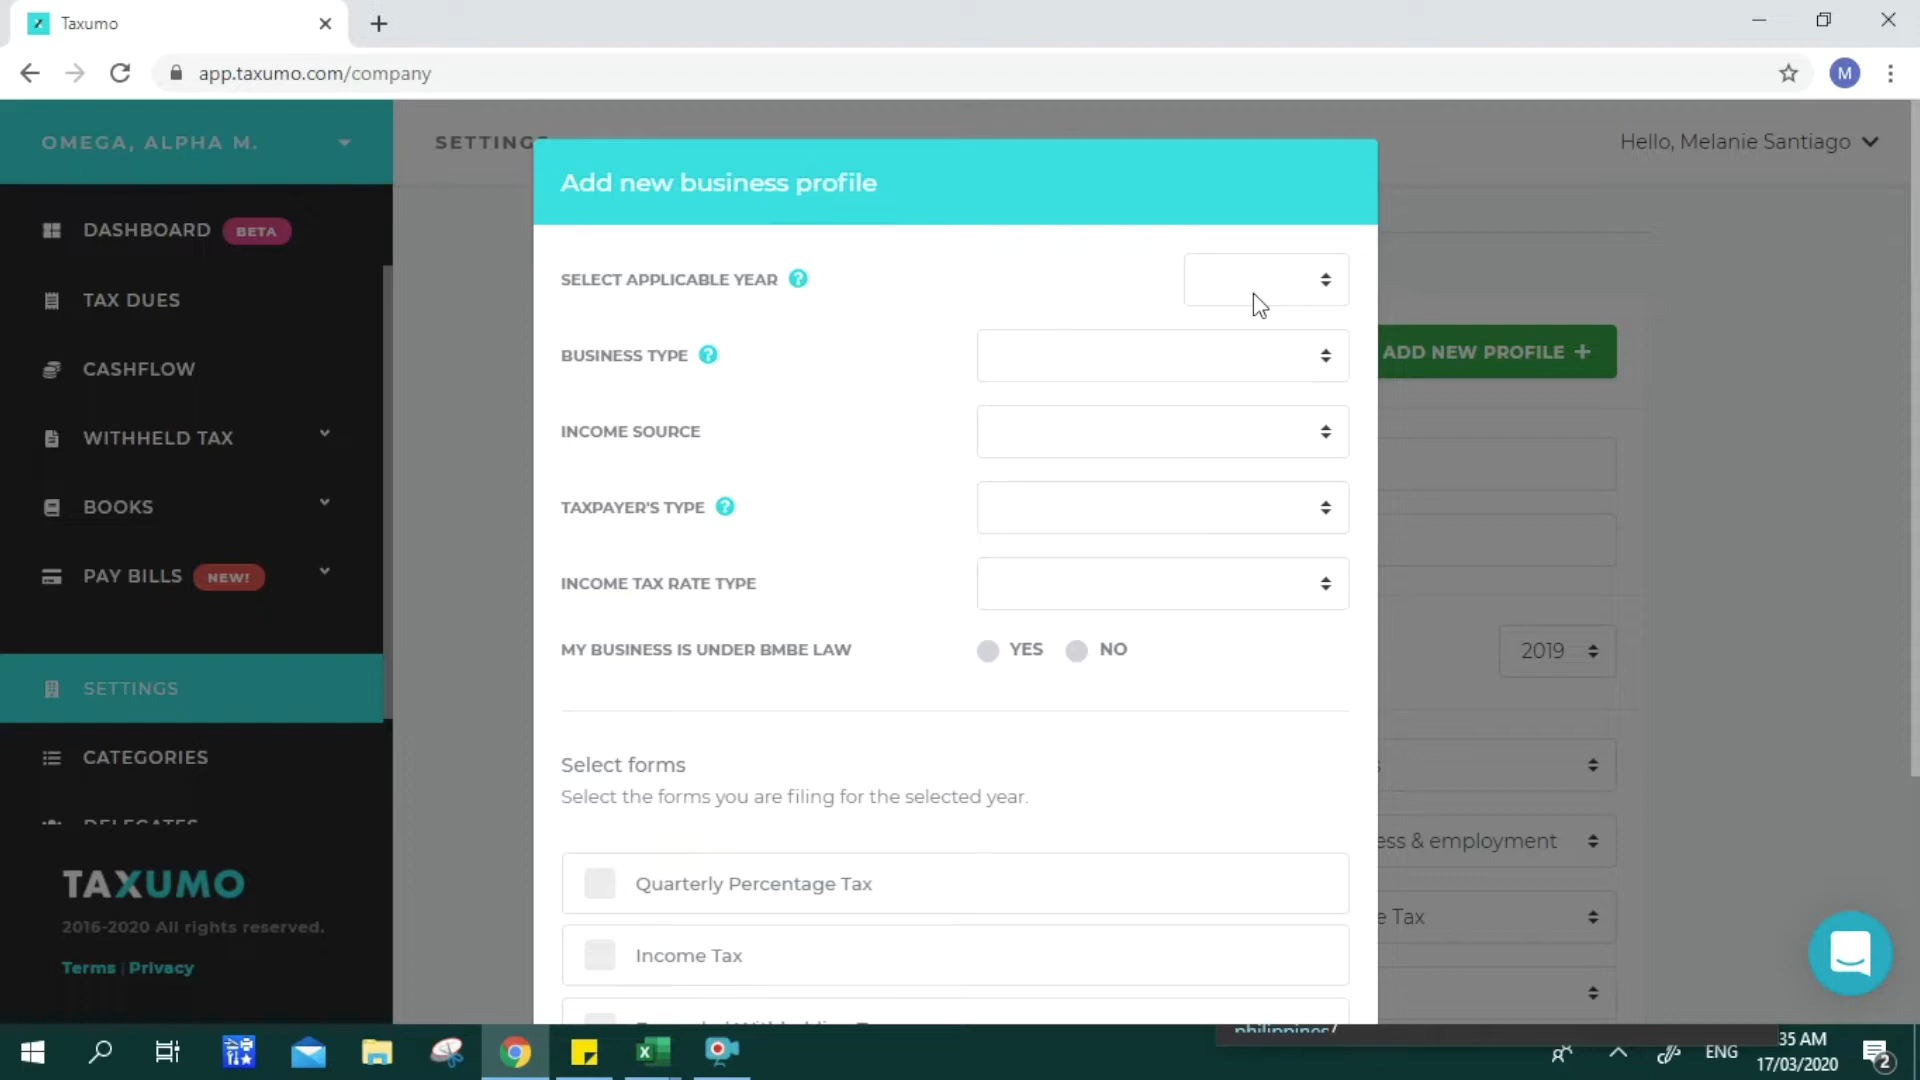 Taxumo
app.taxumo.com/company
M
OMEGA, ALPHA M.
SETTINGS
Hello, Melanie Santiago
Add new business profile
DASHBOARD BETA
TAX DUES
CASHFLOW
WITHHELD TAX
BOOKS
PAY BILLS NEW!
SETTINGS
CATEGORIES
DELEGATES
TAXUMO
2016-2020 All rights reserved.
Terms | Privacy
SELECT APPLICABLE YEAR ?
BUSINESS TYPE ?
INCOME SOURCE
TAXPAYER'S TYPE ?
INCOME TAX RATE TYPE
MY BUSINESS IS UNDER BMBE LAW
YES NO
Select forms
Select the forms you are filing for the selected year.
Quarterly Percentage Tax
Income Tax
ADD NEW PROFILE +
2019
& employment
Tax
philippines/
ENG
35 AM
17/03/2020
2